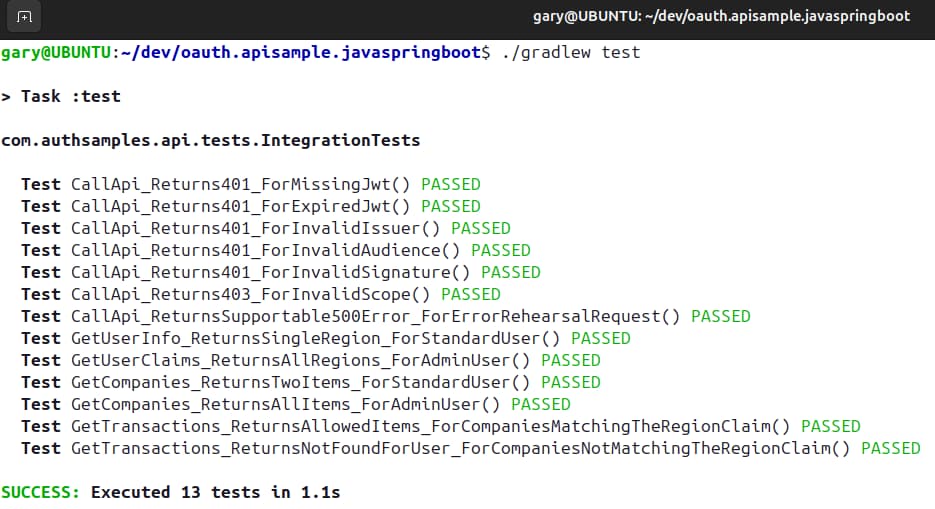 gary@UBUNTU: ~/dev/oauth.apisample.javaspringboot
gary@UBUNTU:~/dev/oauth.apisample.javaspringboot$ ./gradlew test
> Task :test
com.authsamples.api.tests.IntegrationTests
Test CallApi_Returns401_ForMissingJwt() PASSED
Test CallApi_Returns401_ForExpiredJwt() PASSED
Test CallApi_Returns401_ForInvalidIssuer() PASSED
Test CallApi_Returns401_ForInvalidAudience() PASSED
Test CallApi_Returns401_ForInvalidSignature() PASSED
Test CallApi_Returns403_ForInvalidScope() PASSED
Test CallApi_ReturnsSupportable500Error_ForErrorRehearsalRequest() PASSED
Test GetUserInfo_ReturnsSingleRegion_ForStandardUser() PASSED
Test GetUserClaims_ReturnsAllRegions_ForAdminUser() PASSED
Test GetCompanies_ReturnsTwoItems_ForStandardUser() PASSED
Test GetCompanies_ReturnsAllItems_ForAdminUser() PASSED
Test GetTransactions_ReturnsAllowedItems_ForCompaniesMatchingTheRegionClaim() PASSED
Test GetTransactions_ReturnsNotFoundForUser_ForCompaniesNotMatchingTheRegionClaim() PASSED
SUCCESS: Executed 13 tests in 1.1s